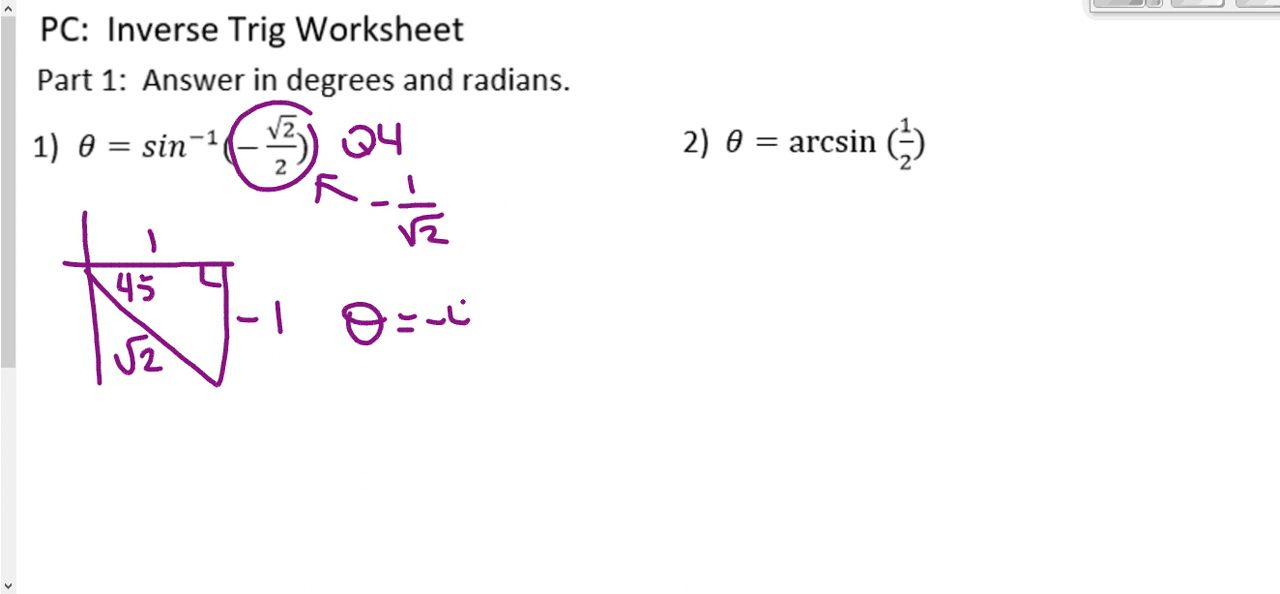 PC: Inverse Trig Worksheet
Part 1: Answer in degrees and radians.
1) θ = sin⁻¹(−√2/2) Q4
2) θ = arcsin (1/2)
-1/√2
1
45
-1
√2
θ = -